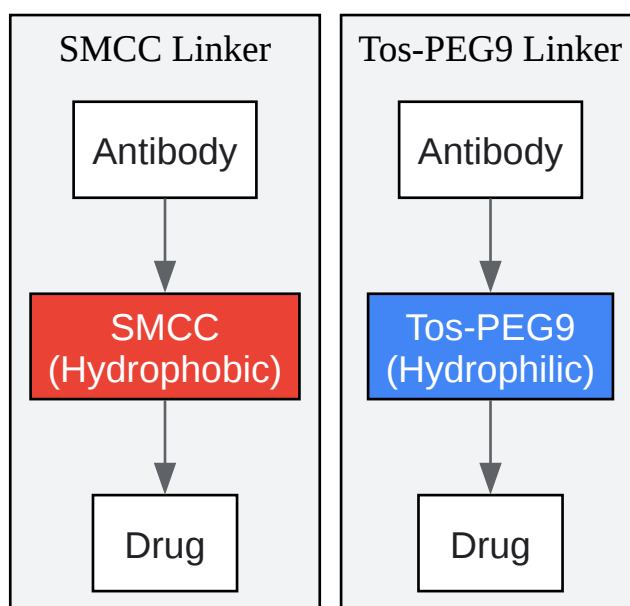 SMCC Linker
Antibody
SMCC
(Hydrophobic)
Drug
Tos-PEG9 Linker
Antibody
Tos-PEG9
(Hydrophilic)
Drug